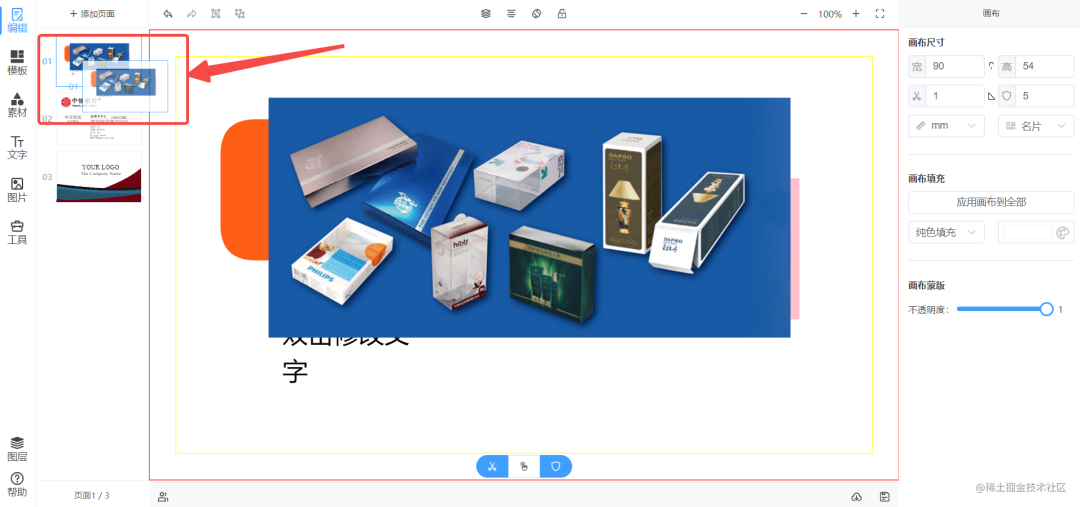 + 添加页面
100%
画布
编辑
模板
素材
文字
图片
工具
图层
帮助
01
01
02
03
YOUR LOGO
Our Company Name
页面1 / 3
PHILIPS
hibbi
DAPGO
DAPGO
双击修改文
字
画布尺寸
宽 90
高 54
1
5
mm
名片
画布填充
应用画布到全部
纯色填充
画布蒙版
不透明度: 1
@稀土掘金技术社区